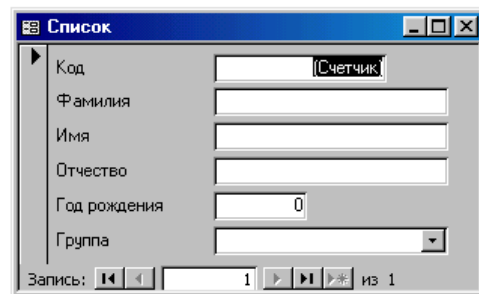 Список
Код (Счетчик)
Фамилия
Имя
Отчество
Год рождения 0
Группа
Запись: 1 из 1